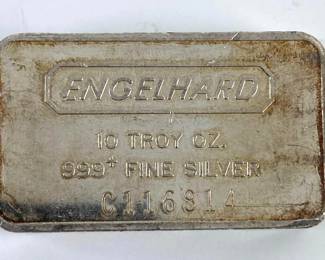 ENGELHARD
10 TROY OZ.
999+ FINE SILVER
C116814